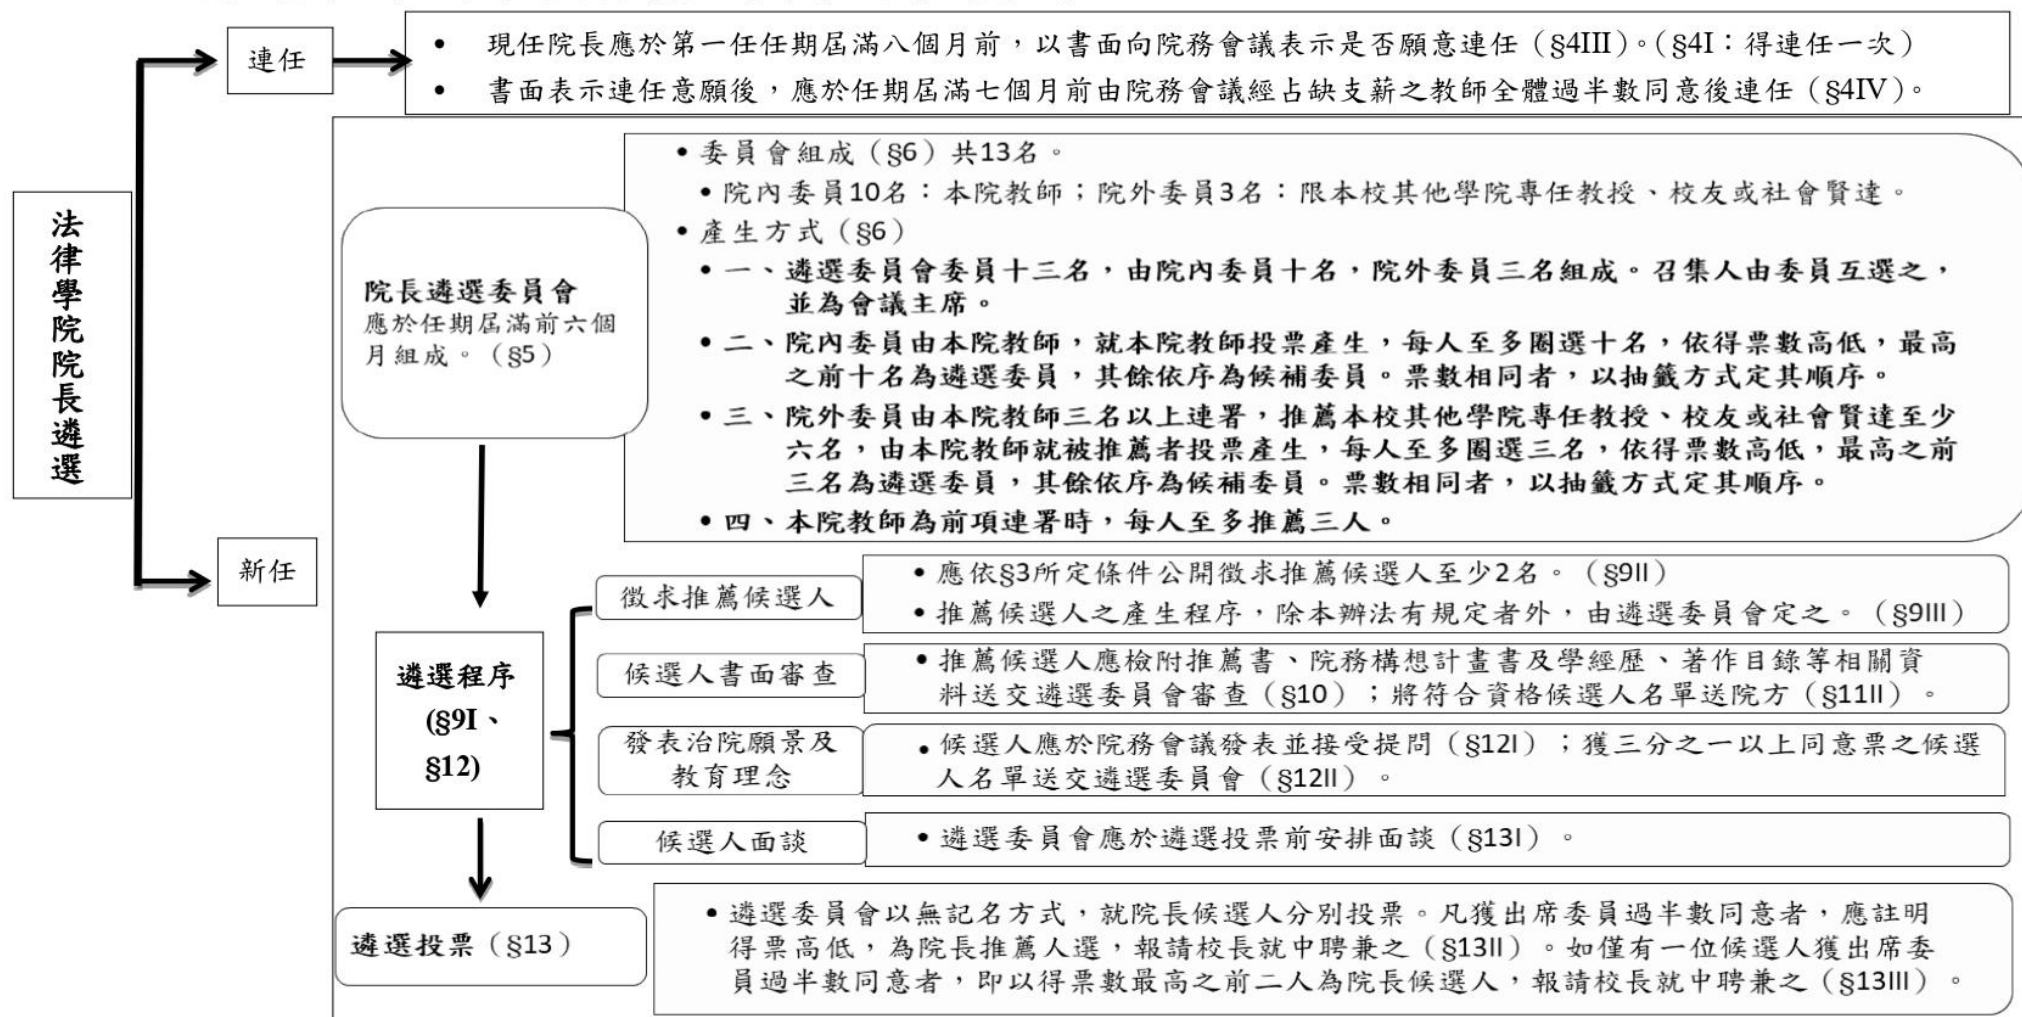 法律學院院長遴選
連任
• 現任院長應於第一任任期屆滿八個月前，以書面向院務會議表示是否願意連任（§4III）。（§4I：得連任一次）
• 書面表示連任意願後，應於任期屆滿七個月前由院務會議經占缺支薪之教師全體過半數同意後連任（§4IV）。
新任
院長遴選委員會
應於任期屆滿前六個
月組成。（§5）
• 委員會組成（§6）共13名。
• 院內委員10名：本院教師；院外委員3名：限本校其他學院專任教授、校友或社會賢達。
• 產生方式（§6）
• 一、遴選委員會委員十三名，由院內委員十名，院外委員三名組成。召集人由委員互選之，
並為會議主席。
• 二、院內委員由本院教師，就本院教師投票產生，每人至多圈選十名，依得票數高低，最高
之前十名為遴選委員，其餘依序為候補委員。票數相同者，以抽籤方式定其順序。
• 三、院外委員由本院教師三名以上連署，推薦本校其他學院專任教授、校友或社會賢達至少
六名，由本院教師就被推薦者投票產生，每人至多圈選三名，依得票數高低，最高之前
三名為遴選委員，其餘依序為候補委員。票數相同者，以抽籤方式定其順序。
• 四、本院教師為前項連署時，每人至多推薦三人。
遴選程序
(§9I、
§12)
徵求推薦候選人
• 應依§3所定條件公開徵求推薦候選人至少2名。（§9II）
• 推薦候選人之產生程序，除本辦法有規定者外，由遴選委員會定之。（§9III）
候選人書面審查
• 推薦候選人應檢附推薦書、院務構想計畫書及學經歷、著作目錄等相關資
料送交遴選委員會審查（§10）；將符合資格候選人名單送院方（§11II）。
發表治院願景及
教育理念
• 候選人應於院務會議發表並接受提問（§12I）；獲三分之一以上同意票之候選
人名單送交遴選委員會（§12II）。
候選人面談
• 遴選委員會應於遴選投票前安排面談（§13I）。
遴選投票（§13）
• 遴選委員會以無記名方式，就院長候選人分別投票。凡獲出席委員過半數同意者，應註明
得票高低，為院長推薦人選，報請校長就中聘兼之（§13II）。如僅有一位候選人獲出席委
員過半數同意者，即以得票數最高之前二人為院長候選人，報請校長就中聘兼之（§13III）。